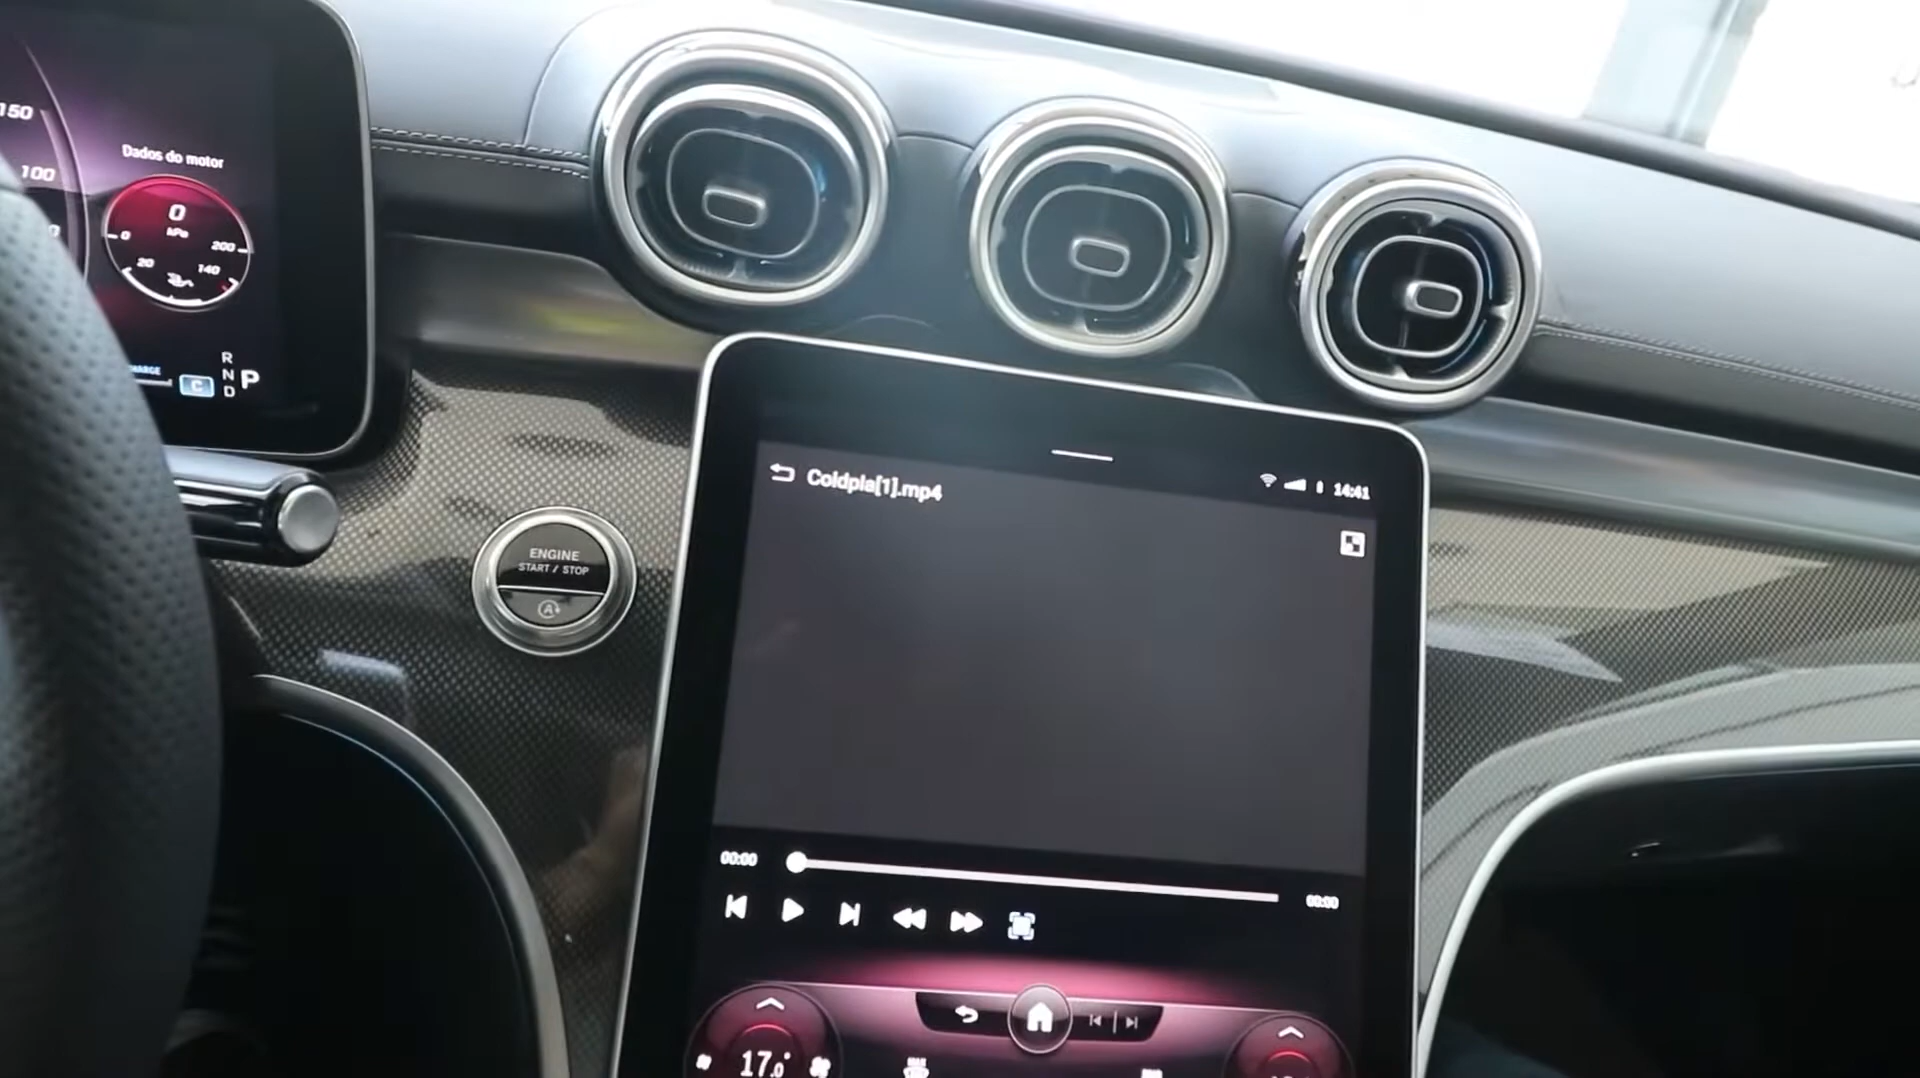 150
100
Dados do motor
0
kPa
0
200
20
140
R
N
D
P
C
ENGINE
START / STOP
A
Coldpla[1].mp4
14:41
00:00
00:00
17.0°